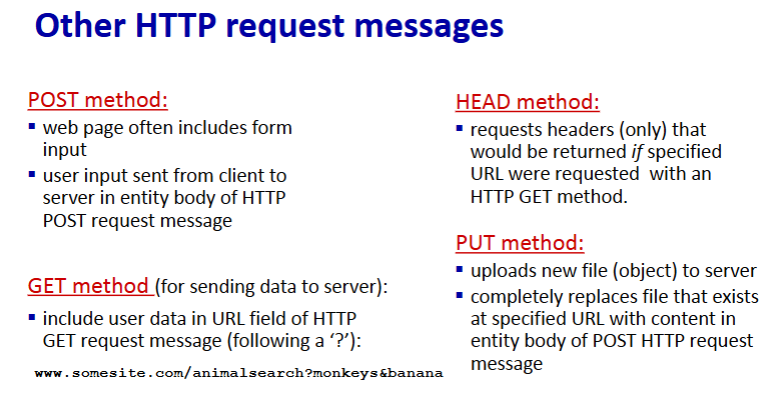 Other HTTP request messages
POST method:
▪ web page often includes form
input
▪ user input sent from client to
server in entity body of HTTP
POST request message
GET method (for sending data to server):
▪ include user data in URL field of HTTP
GET request message (following a ‘?’):
www.somesite.com/animalsearch?monkeys&banana
HEAD method:
▪ requests headers (only) that
would be returned if specified
URL were requested with an
HTTP GET method.
PUT method:
▪ uploads new file (object) to server
▪ completely replaces file that exists
at specified URL with content in
entity body of POST HTTP request
message